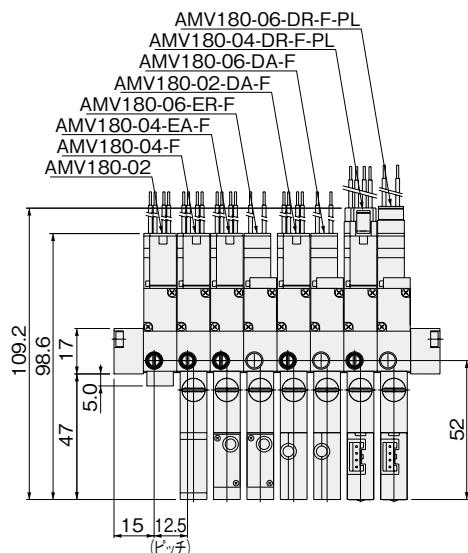 AMV180-06-DR-F-PL
AMV180-04-DR-F-PL
AMV180-06-DA-F
AMV180-02-DA-F
AMV180-06-ER-F
AMV180-04-EA-F
AMV180-04-F
AMV180-02
109.2
98.6
17
5.0
47
52
15
12.5
(ピッチ)